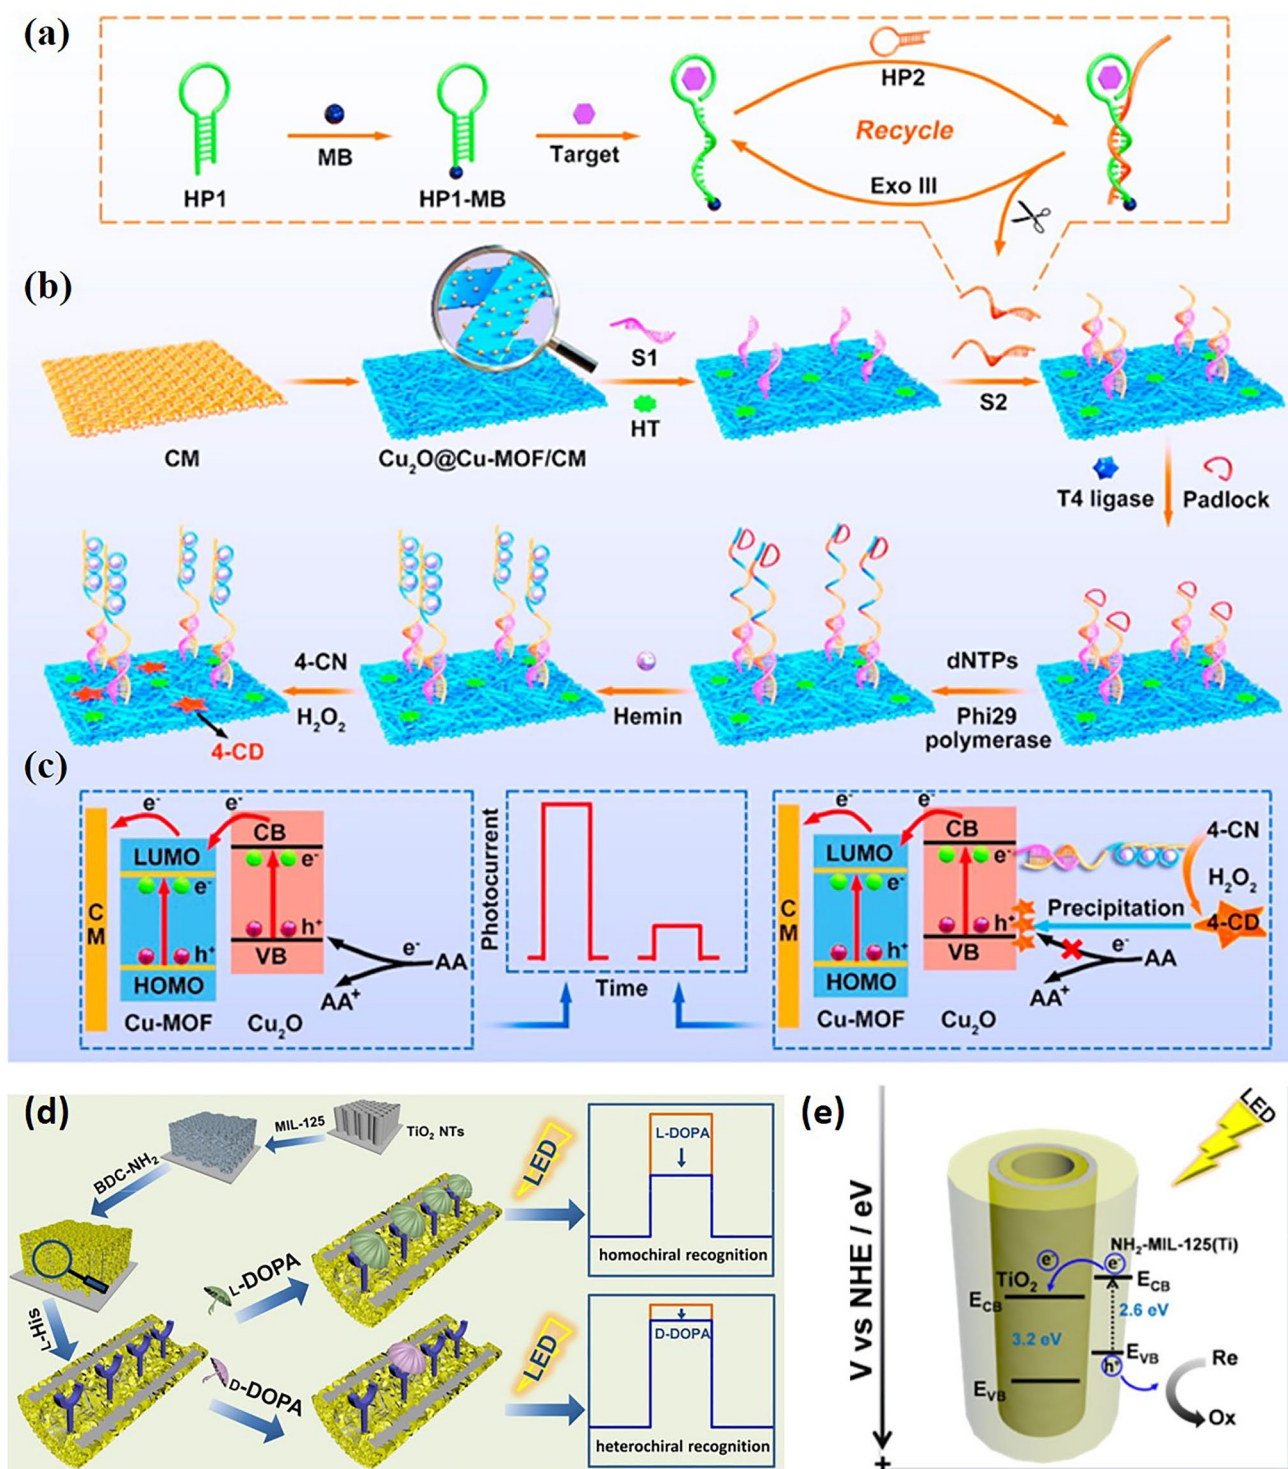 (a)
HP1
MB
HP1-MB
Target
HP2
Recycle
Exo III
(b)
CM
Cu2O@Cu-MOF/CM
S1
HT
S2
T4 ligase
Padlock
dNTPs
Phi29
polymerase
Hemin
4-CN
H2O2
4-CD
(c)
CM
e-
e-
LUMO
e-
h+
HOMO
Cu-MOF
CB
e-
h+
VB
Cu2O
e-
AA
AA+
Photocurrent
Time
CM
e-
e-
LUMO
e-
h+
HOMO
Cu-MOF
CB
e-
h+
VB
Cu2O
4-CN
H2O2
Precipitation
4-CD
e-
AA
AA+
(d)
MIL-125
TiO2 NTs
BDC-NH2
L-His
L-DOPA
D-DOPA
LED
L-DOPA
homochiral recognition
LED
D-DOPA
heterochiral recognition
(e)
LED
V vs NHE / eV
+
NH2-MIL-125(Ti)
e-
e-
TiO2
ECB
ECB
2.6 eV
3.2 eV
EVB
h+
EVB
Re
Ox